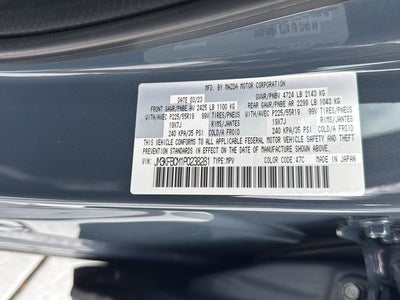 MFD. BY MAZDA MOTOR CORPORATION
DATE: 03/23 GVWR/PNBV 4724 LB 2143 KG
FRONT GAWR/PNBE AV 2425 LB 1100 KG REAR GAWR/PNBE AR 2299 LB 1043 KG
WITH/AVEC P225/55R19 99V TIRES/PNEUS WITH/AVEC P225/55R19 99V TIRES/PNEUS
19X7J RIMS/JANTES 19X7J RIMS/JANTES
240 KPA/35 PSI COLD/A FROID 240 KPA/35 PSI COLD/A FROID
THIS VEHICLE CONFORMS TO ALL APPLICABLE
FEDERAL MOTOR VEHICLE SAFETY, BUMPER,
AND THEFT PREVENTION STANDARDS IN EFFECT
ON THE DATE OF MANUFACTURE SHOWN ABOVE.
VIN: TYPE:MPV COLOR CODE:47C MADE IN JAPAN